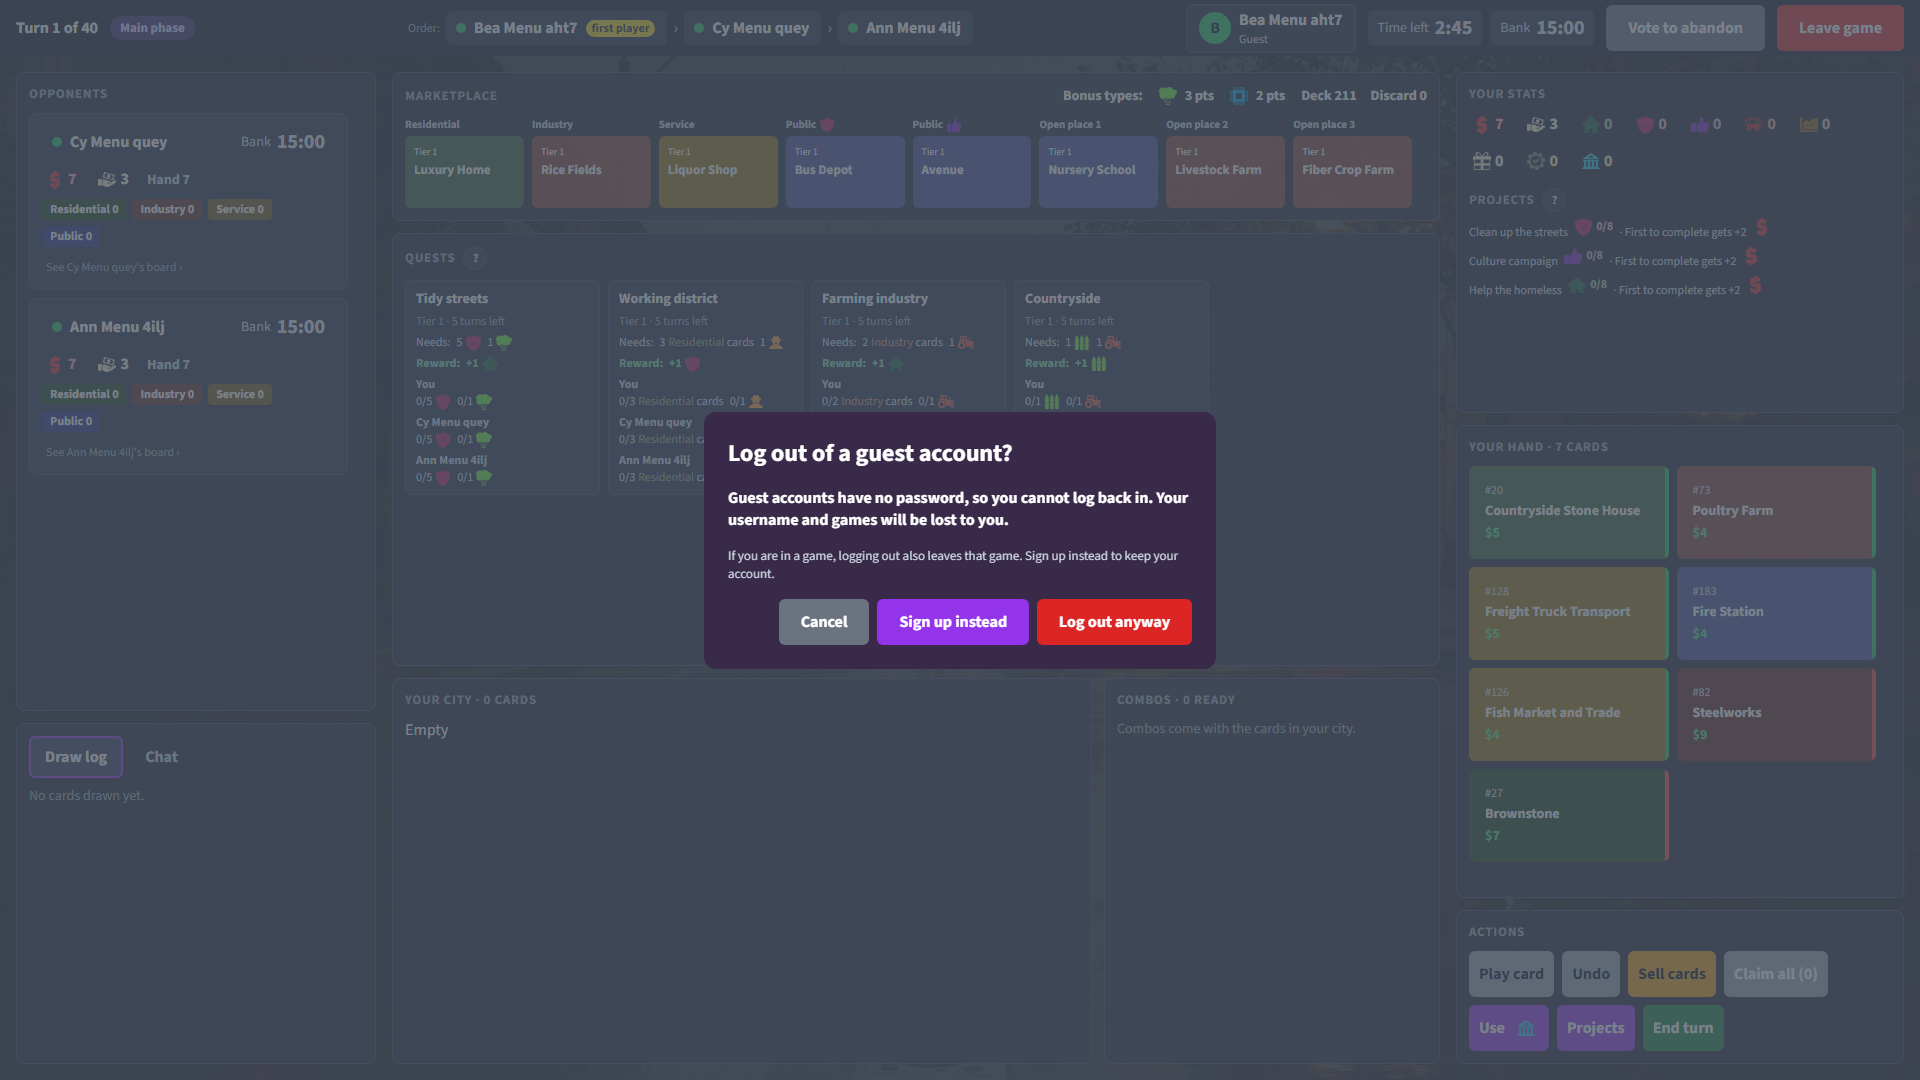 Turn 1 of 40 Main phase
Order: Bea Menu aht7 first player › Cy Menu quey › Ann Menu 4ilj
B Bea Menu aht7
Guest
Time left 2:45 Bank 15:00 Vote to abandon Leave game
OPPONENTS
Cy Menu quey Bank 15:00
7 3 Hand 7
Residential 0 Industry 0 Service 0
Public 0
See Cy Menu quey's board ›
Ann Menu 4ilj Bank 15:00
7 3 Hand 7
Residential 0 Industry 0 Service 0
Public 0
See Ann Menu 4ilj's board ›
Draw log Chat
No cards drawn yet.
MARKETPLACE Bonus types: 3 pts 2 pts Deck 211 Discard 0
Residential Industry Service Public Public Open place 1 Open place 2 Open place 3
Tier 1 Tier 1 Tier 1 Tier 1 Tier 1 Tier 1 Tier 1 Tier 1
Luxury Home Rice Fields Liquor Shop Bus Depot Avenue Nursery School Livestock Farm Fiber Crop Farm
QUESTS ?
Tidy streets
Tier 1 · 5 turns left
Needs: 5 1
Reward: +1
You
0/5 0/1
Cy Menu quey
0/5 0/1
Ann Menu 4ilj
0/5 0/1
Working district
Tier 1 · 5 turns left
Needs: 3 Residential cards 1
Reward: +1
You
0/3 Residential cards 0/1
Cy Menu quey
0/3 Residential
Ann Menu 4ilj
0/3 Residential
Farming industry
Tier 1 · 5 turns left
Needs: 2 Industry cards 1
Reward: +1
You
0/2 Industry cards 0/1
Countryside
Tier 1 · 5 turns left
Needs: 1 1
Reward: +1
You
0/1 0/1
Log out of a guest account?
Guest accounts have no password, so you cannot log back in. Your
username and games will be lost to you.
If you are in a game, logging out also leaves that game. Sign up instead to keep your
account.
Cancel Sign up instead Log out anyway
YOUR CITY · 0 CARDS
Empty
COMBOS · 0 READY
Combos come with the cards in your city.
YOUR STATS
$ 7 3 0 0 0 0 0
0 0 0
PROJECTS ?
Clean up the streets 0/8 · First to complete gets +2 $
Culture campaign 0/8 · First to complete gets +2 $
Help the homeless 0/8 · First to complete gets +2 $
YOUR HAND · 7 CARDS
#20
Countryside Stone House
$5
#73
Poultry Farm
$4
#128
Freight Truck Transport
$5
#183
Fire Station
$4
#126
Fish Market and Trade
$4
#82
Steelworks
$9
#27
Brownstone
$7
ACTIONS
Play card Undo Sell cards Claim all (0)
Use Projects End turn